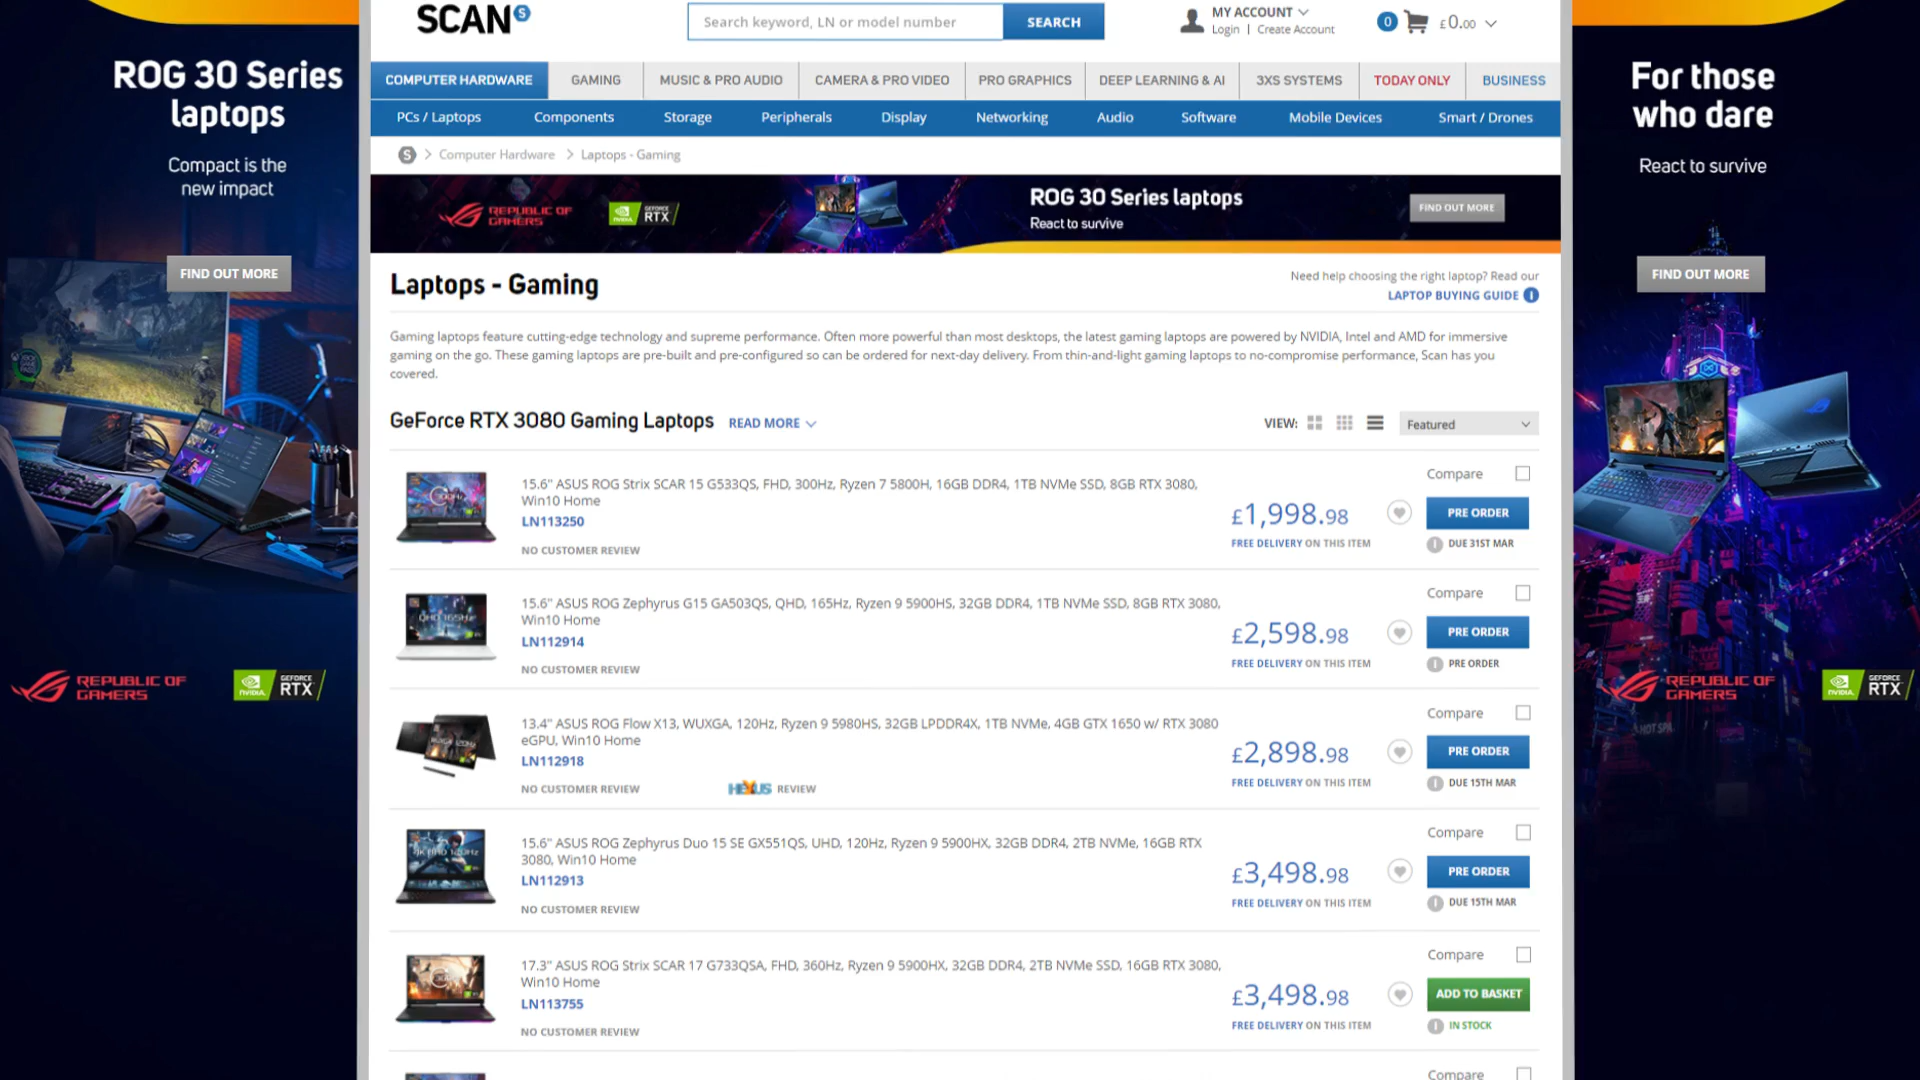 SCAN S
Search keyword, LN or model number
SEARCH
MY ACCOUNT
Login | Create Account
0
£0.00
COMPUTER HARDWARE
GAMING
MUSIC & PRO AUDIO
CAMERA & PRO VIDEO
PRO GRAPHICS
DEEP LEARNING & AI
3XS SYSTEMS
TODAY ONLY
BUSINESS
PCs / Laptops
Components
Storage
Peripherals
Display
Networking
Audio
Software
Mobile Devices
Smart / Drones
S > Computer Hardware > Laptops - Gaming
REPUBLIC OF
GAMERS
NVIDIA
GEFORCE
RTX
ROG 30 Series laptops
React to survive
FIND OUT MORE
Laptops - Gaming
Need help choosing the right laptop? Read our
LAPTOP BUYING GUIDE
Gaming laptops feature cutting-edge technology and supreme performance. Often more powerful than most desktops, the latest gaming laptops are powered by NVIDIA, Intel and AMD for immersive
gaming on the go. These gaming laptops are pre-built and pre-configured so can be ordered for next-day delivery. From thin-and-light gaming laptops to no-compromise performance, Scan has you
covered.
GeForce RTX 3080 Gaming Laptops
READ MORE
VIEW:
Featured
15.6" ASUS ROG Strix SCAR 15 G533QS, FHD, 300Hz, Ryzen 7 5800H, 16GB DDR4, 1TB NVMe SSD, 8GB RTX 3080,
Win10 Home
LN113250
NO CUSTOMER REVIEW
£1,998.98
FREE DELIVERY ON THIS ITEM
Compare
PRE ORDER
DUE 31ST MAR
15.6" ASUS ROG Zephyrus G15 GA503QS, QHD, 165Hz, Ryzen 9 5900HS, 32GB DDR4, 1TB NVMe SSD, 8GB RTX 3080,
Win10 Home
LN112914
NO CUSTOMER REVIEW
£2,598.98
FREE DELIVERY ON THIS ITEM
Compare
PRE ORDER
PRE ORDER
13.4" ASUS ROG Flow X13, WUXGA, 120Hz, Ryzen 9 5980HS, 32GB LPDDR4X, 1TB NVMe, 4GB GTX 1650 w/ RTX 3080
eGPU, Win10 Home
LN112918
NO CUSTOMER REVIEW
HEXUS REVIEW
£2,898.98
FREE DELIVERY ON THIS ITEM
Compare
PRE ORDER
DUE 15TH MAR
15.6" ASUS ROG Zephyrus Duo 15 SE GX551QS, UHD, 120Hz, Ryzen 9 5900HX, 32GB DDR4, 2TB NVMe, 16GB RTX
3080, Win10 Home
LN112913
NO CUSTOMER REVIEW
£3,498.98
FREE DELIVERY ON THIS ITEM
Compare
PRE ORDER
DUE 15TH MAR
17.3" ASUS ROG Strix SCAR 17 G733QSA, FHD, 360Hz, Ryzen 9 5900HX, 32GB DDR4, 2TB NVMe SSD, 16GB RTX 3080,
Win10 Home
LN113755
NO CUSTOMER REVIEW
£3,498.98
FREE DELIVERY ON THIS ITEM
Compare
ADD TO BASKET
IN STOCK
Compare
ROG 30 Series
laptops
Compact is the
new impact
FIND OUT MORE
REPUBLIC OF
GAMERS
NVIDIA
GEFORCE
RTX
For those
who dare
React to survive
FIND OUT MORE
HOT SPA
REPUBLIC OF
GAMERS
NVIDIA
GEFORCE
RTX